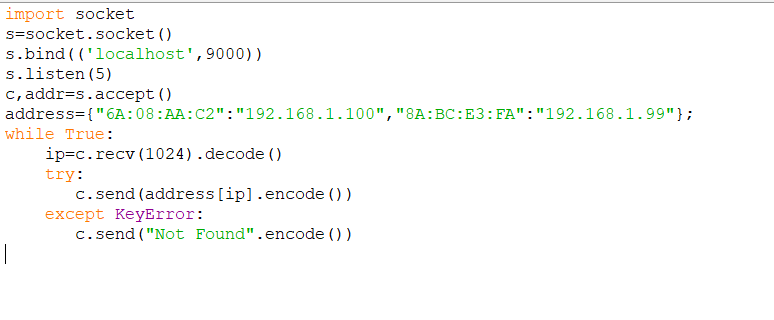 import socket
s=socket.socket()
s.bind(('localhost',9000))
s.listen(5)
c,addr=s.accept()
address={"6A:08:AA:C2":"192.168.1.100","8A:BC:E3:FA":"192.168.1.99"};
while True:
    ip=c.recv(1024).decode()
    try:
       c.send(address[ip].encode())
    except KeyError:
       c.send("Not Found".encode())